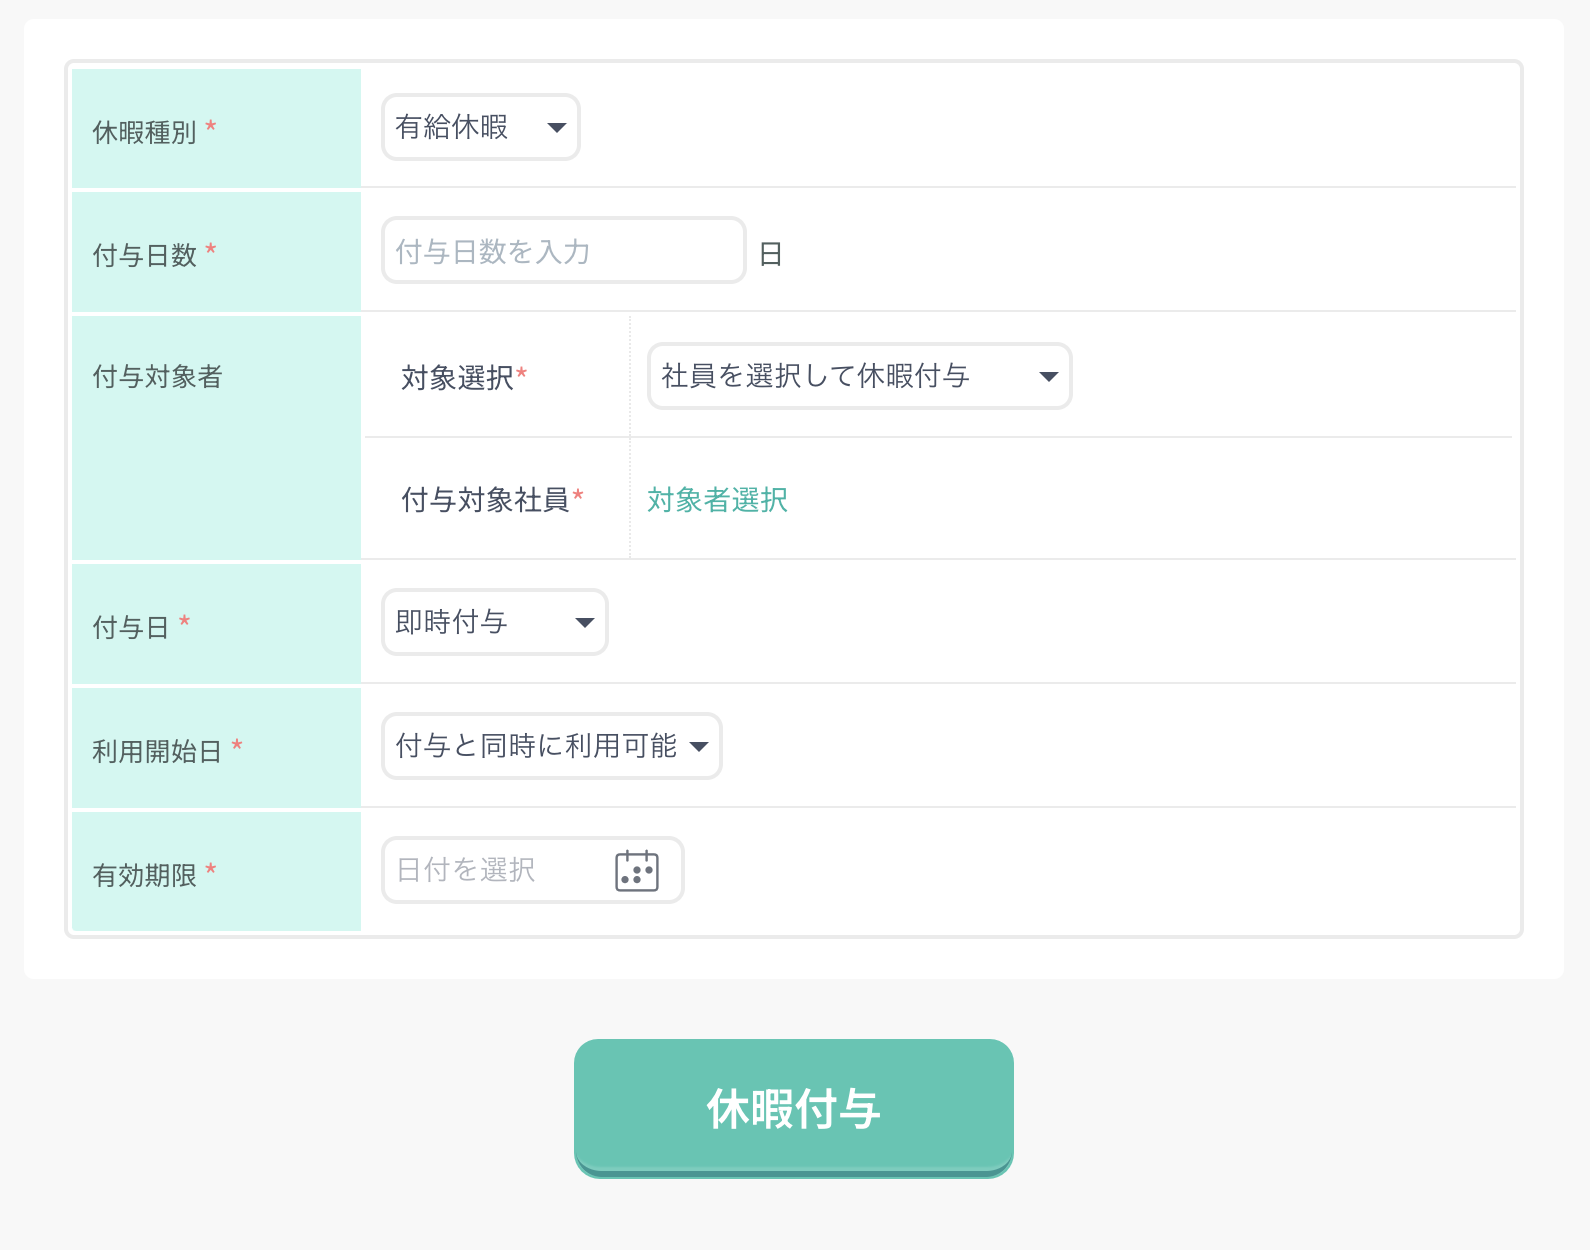 休暇種別 * 有給休暇
付与日数 * 付与日数を入力 日
付与対象者 対象選択* 社員を選択して休暇付与
付与対象社員* 対象者選択
付与日 * 即時付与
利用開始日 * 付与と同時に利用可能
有効期限 * 日付を選択
休暇付与